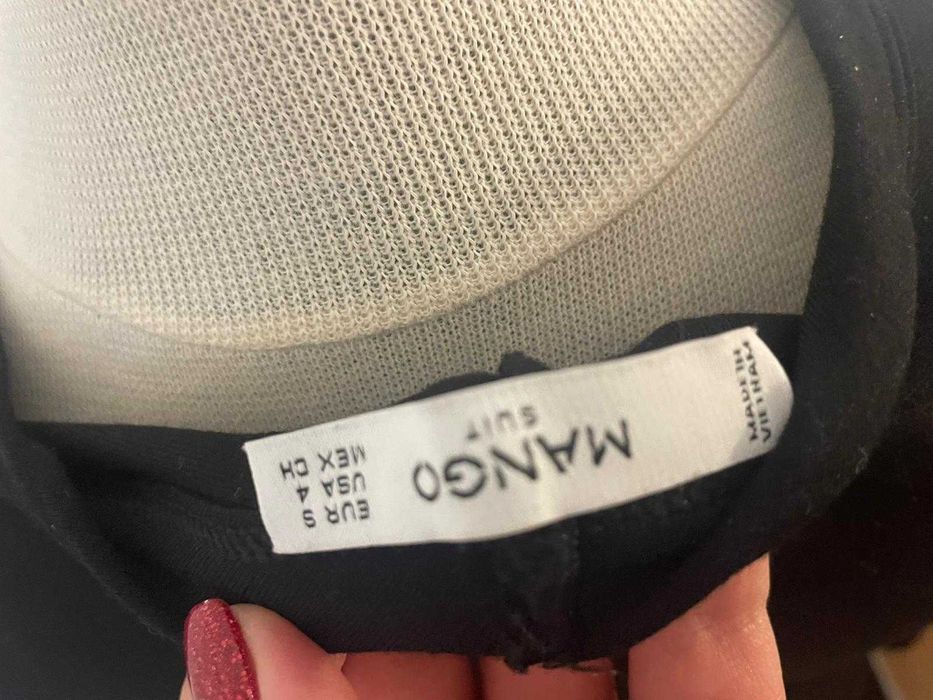 MANGO
SUIT
EUR S
USA 4
MEX CH
MADE IN
VIETNAM